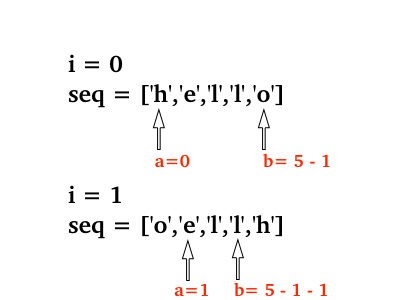 i = 0
seq = ['h','e','l','l','o']
a=0 b= 5 - 1
i = 1
seq = ['o','e','l','l','h']
a=1 b= 5 - 1 - 1